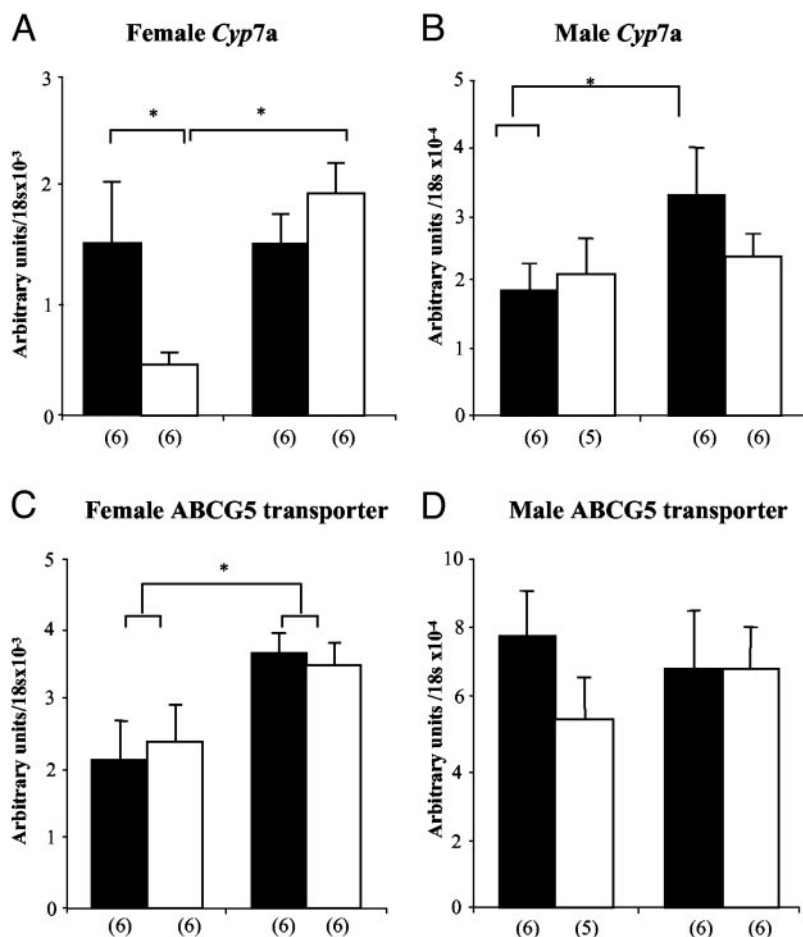 A
Female Cyp7a
Arbitrary units/18sx10-3
3
2
1
0
*
*
(6) (6) (6) (6)
B
Male Cyp7a
Arbitrary units /18s x10-4
5
4
3
2
1
0
*
(6) (5) (6) (6)
C
Female ABCG5 transporter
Arbitrary units/18sx10-3
5
4
3
2
1
0
*
(6) (6) (6) (6)
D
Male ABCG5 transporter
Arbitrary units /18s x10-4
10
8
6
4
2
0
(6) (5) (6) (6)